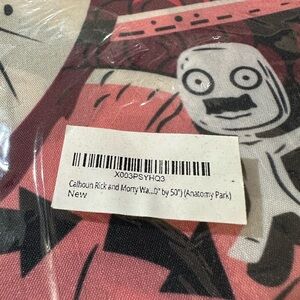 X003PSYHQ3
Calhoun Rick and Morty Wa...0" by 50") (Anatomy Park)
New